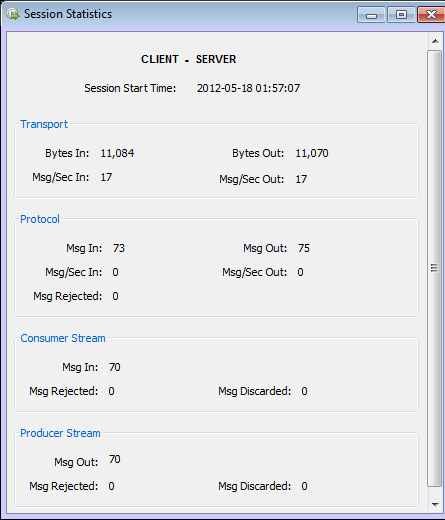 Session Statistics
CLIENT - SERVER
Session Start Time: 2012-05-18 01:57:07
Transport
Bytes In: 11,084 Bytes Out: 11,070
Msg/Sec In: 17 Msg/Sec Out: 17
Protocol
Msg In: 73 Msg Out: 75
Msg/Sec In: 0 Msg/Sec Out: 0
Msg Rejected: 0
Consumer Stream
Msg In: 70
Msg Rejected: 0 Msg Discarded: 0
Producer Stream
Msg Out: 70
Msg Rejected: 0 Msg Discarded: 0